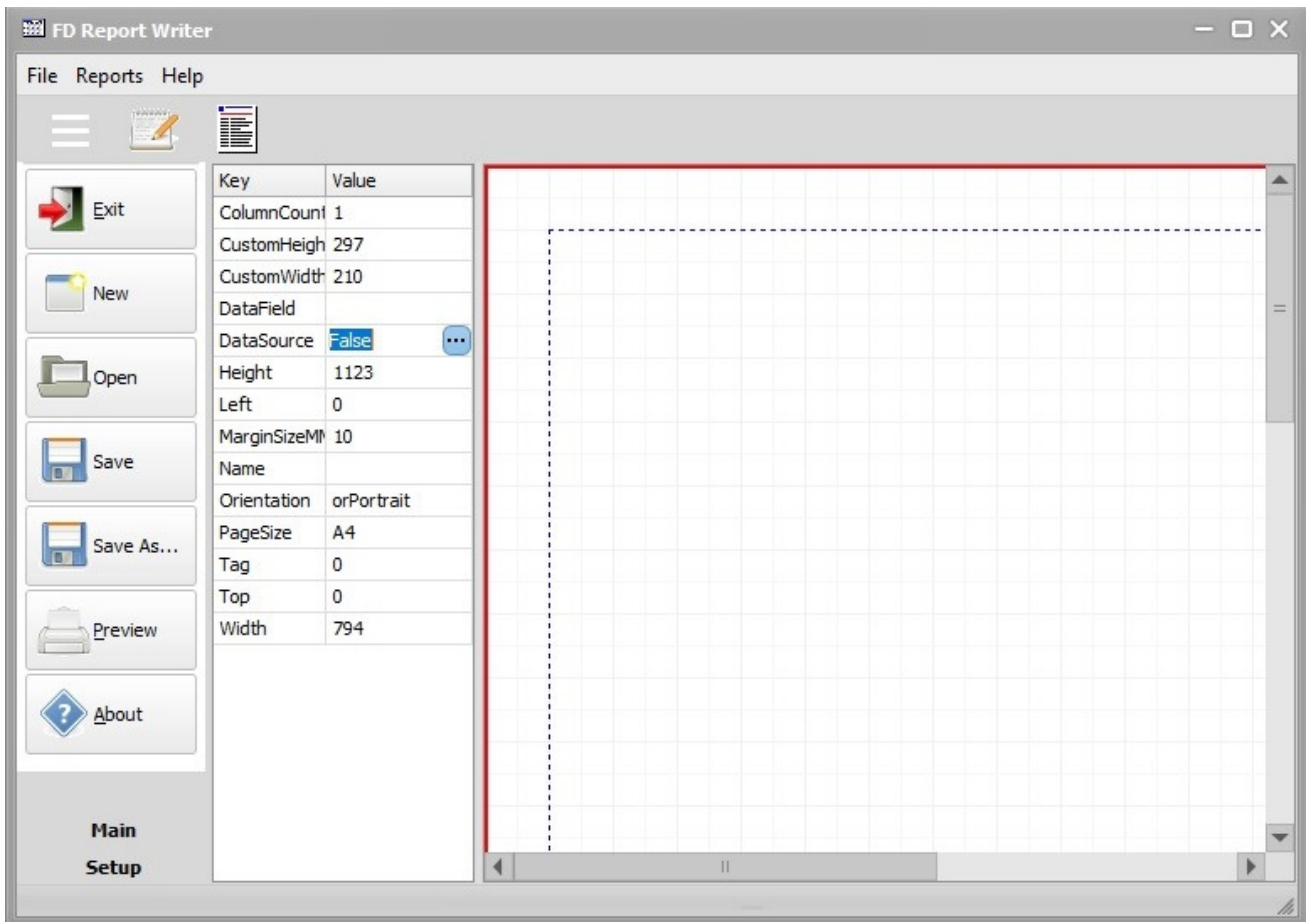 FD Report Writer
File Reports Help
Exit
New
Open
Save
Save As...
Preview
About
Main
Setup
Key Value
ColumnCount 1
CustomHeigh 297
CustomWidth 210
DataField
DataSource False ...
Height 1123
Left 0
MarginSizeMM 10
Name
Orientation orPortrait
PageSize A4
Tag 0
Top 0
Width 794